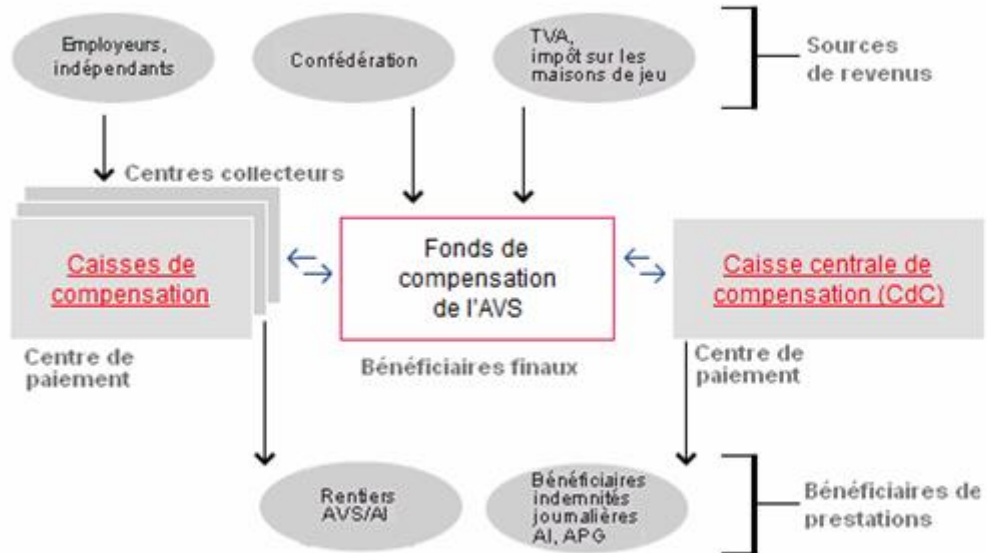 Employeurs,
indépendants
Confédération
TVA,
impôt sur les
maisons de jeu
Sources
de revenus
Centres collecteurs
Caisses de
compensation
Fonds de
compensation
de l'AVS
Caisse centrale de
compensation (CdC)
Centre de
paiement
Bénéficiaires finaux
Centre de
paiement
Rentiers
AVS/AI
Bénéficiaires
indemnités
journalières
AI, APG
Bénéficiaires de
prestations